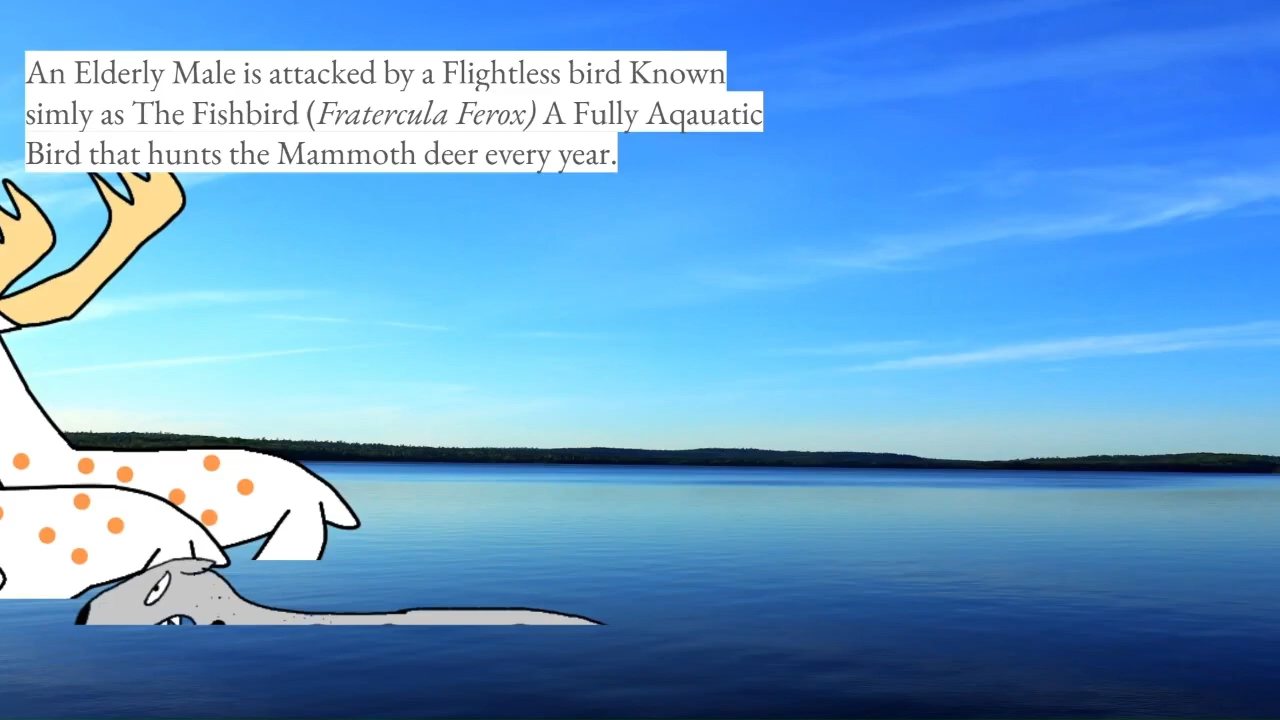 An Elderly Male is attacked by a Flightless bird Known
simly as The Fishbird (Fratercula Ferox) A Fully Aqauatic
Bird that hunts the Mammoth deer every year.